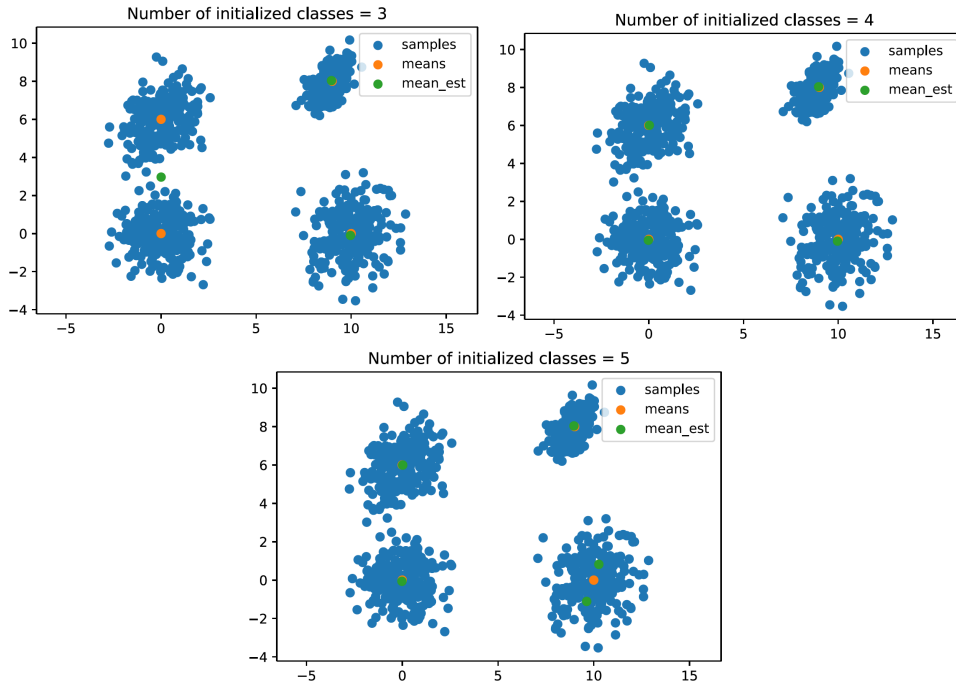 Number of initialized classes = 3
samples
means
mean_est
10
8
6
4
2
0
−2
−4
−5 0 5 10 15
Number of initialized classes = 4
samples
means
mean_est
10
8
6
4
2
0
−2
−4
−5 0 5 10 15
Number of initialized classes = 5
samples
means
mean_est
10
8
6
4
2
0
−2
−4
−5 0 5 10 15